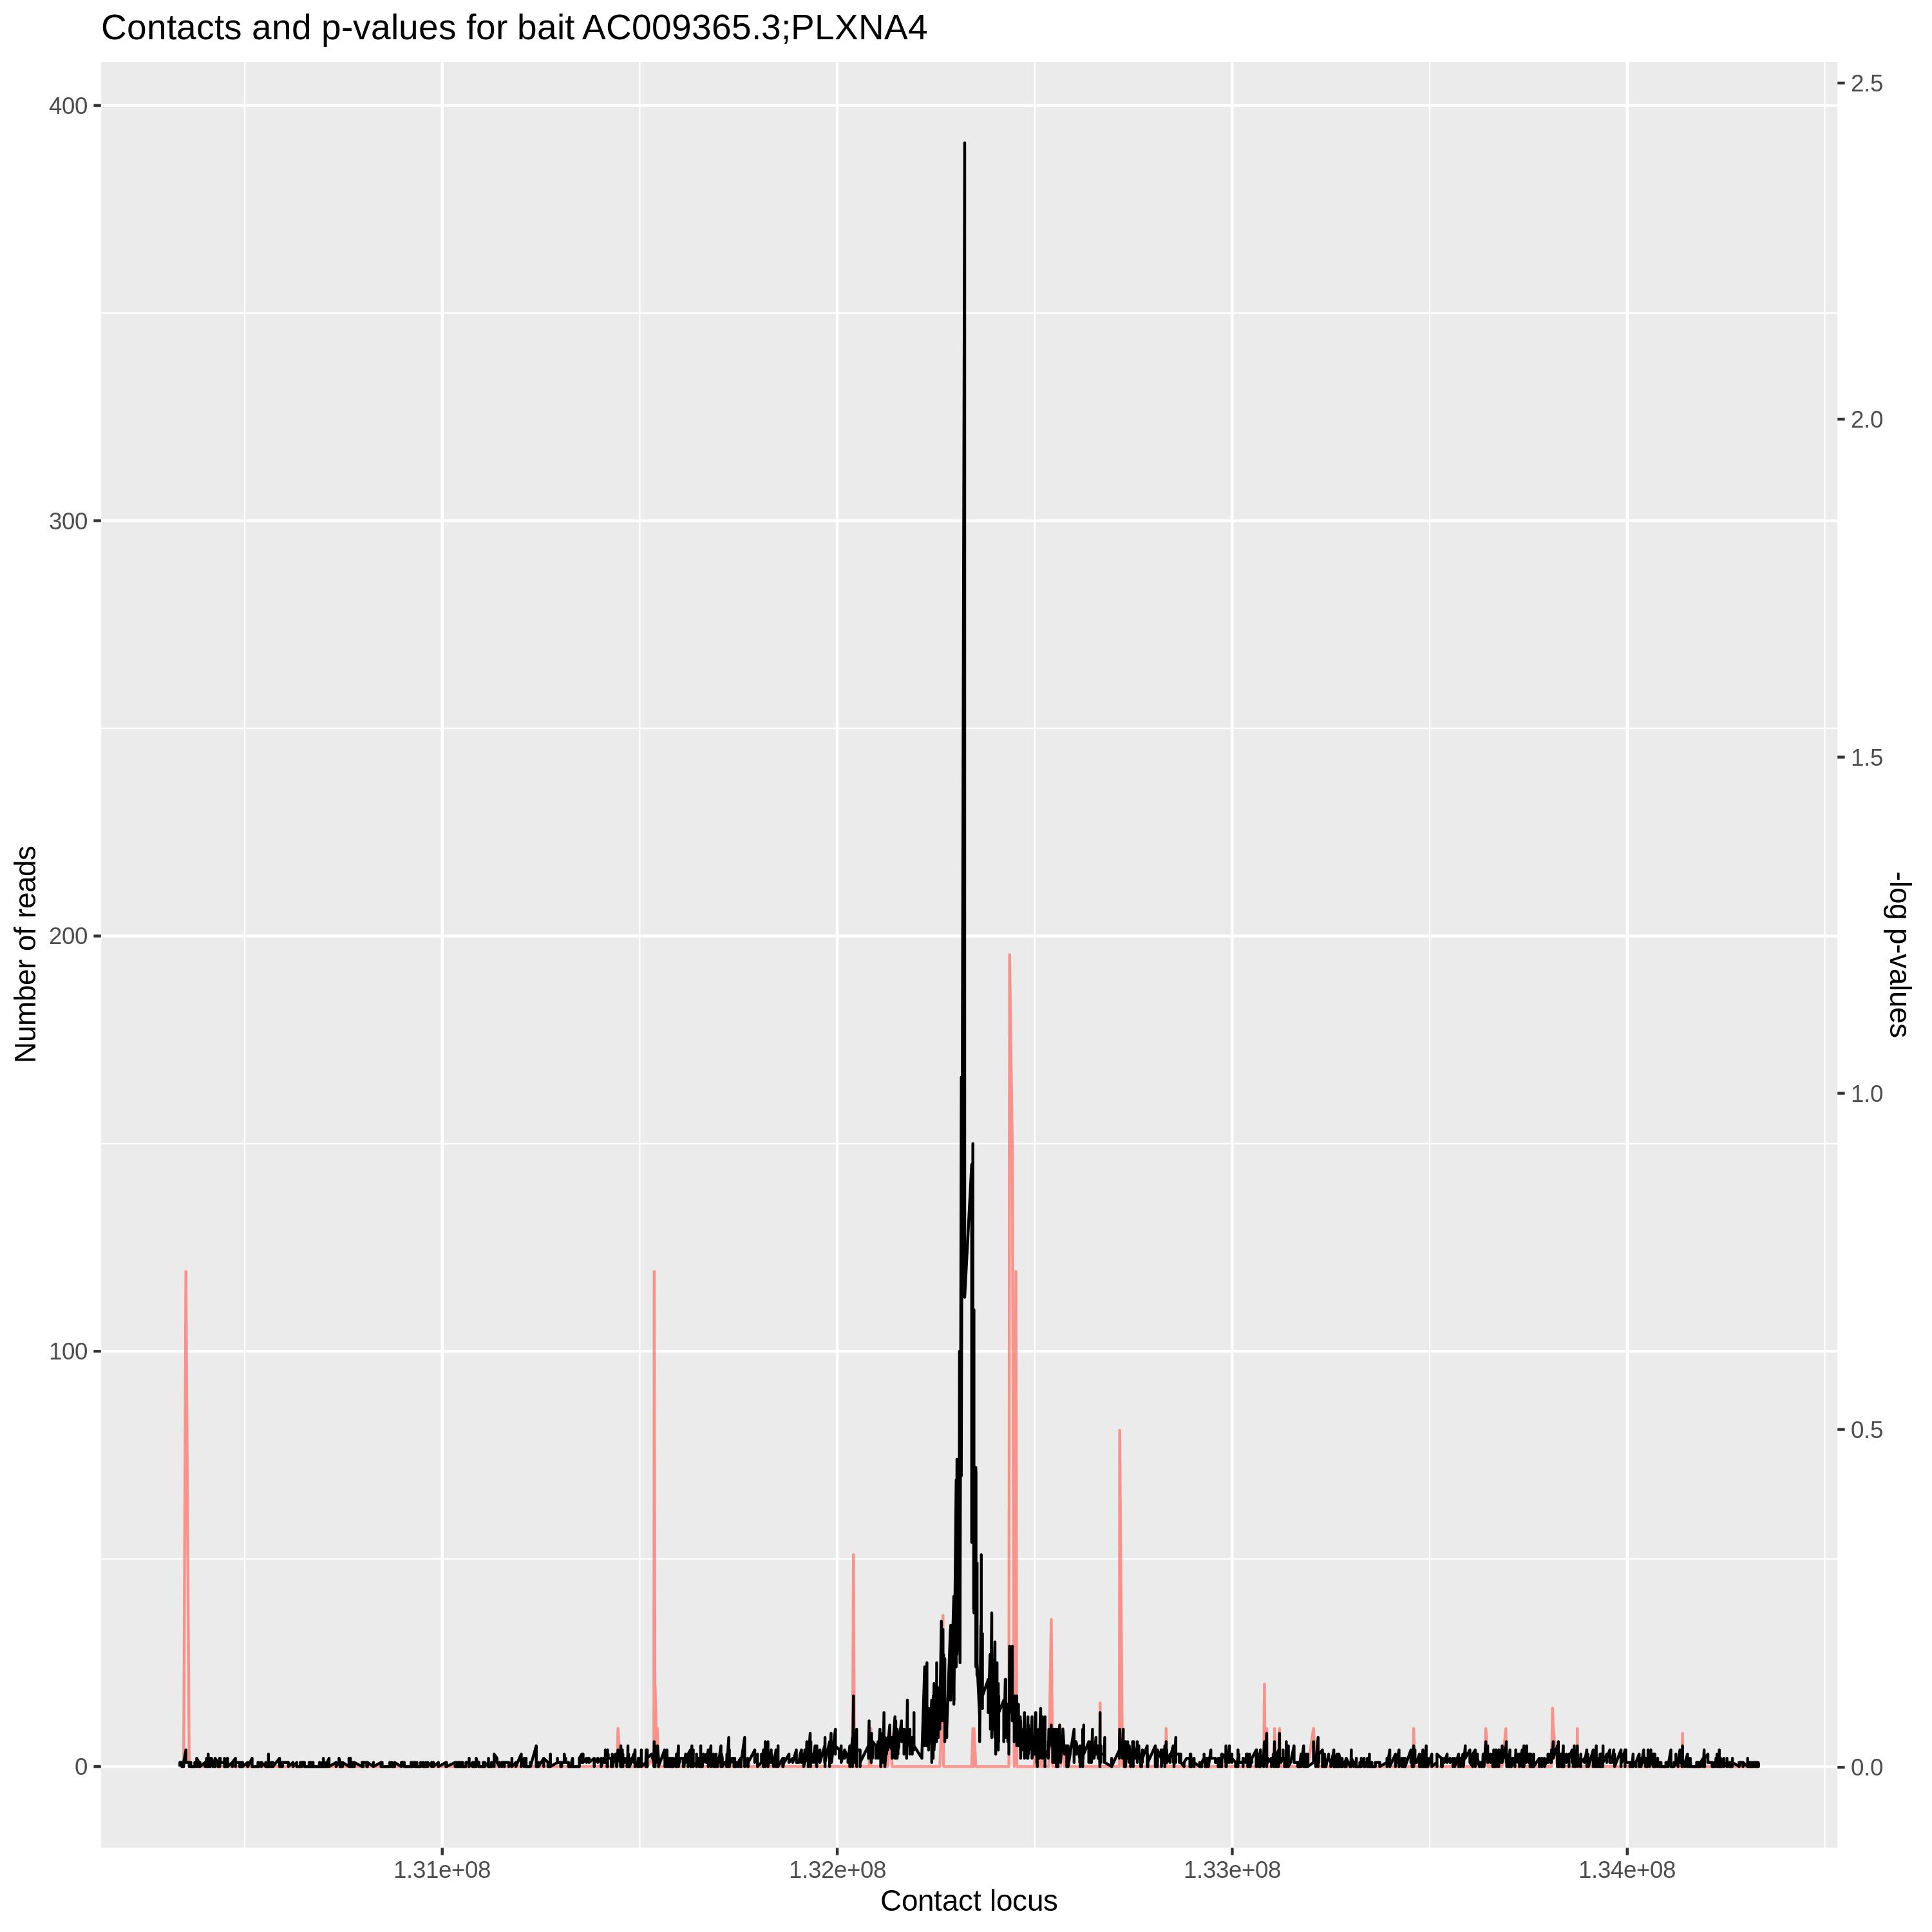 Contacts and p-values for bait AC009365.3;PLXNA4
400
300
200
100
0
Number of reads
2.5
2.0
1.5
1.0
0.5
0.0
-log p-values
1.31e+08
1.32e+08
1.33e+08
1.34e+08
Contact locus